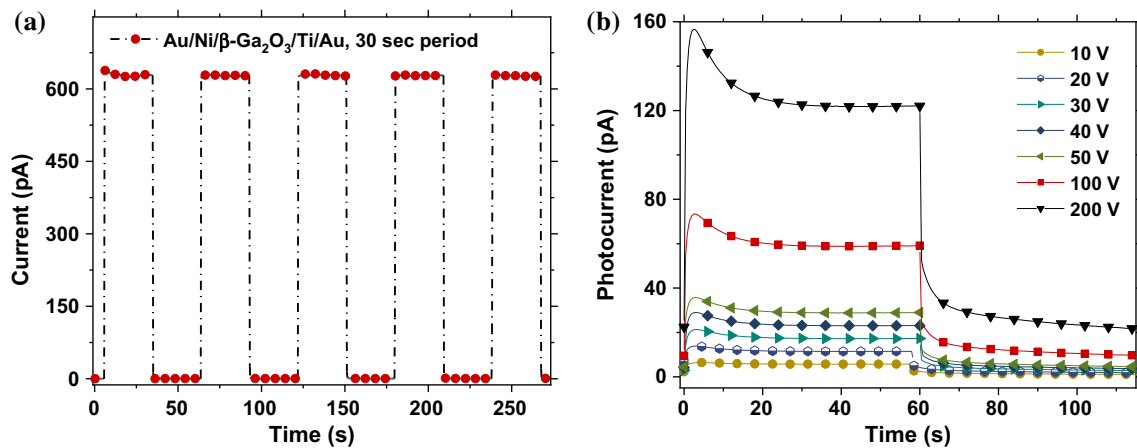 (a)
Au/Ni/β-Ga₂O₃/Ti/Au, 30 sec period
Current (pA)
600
450
300
150
0
0
50
100
150
200
250
Time (s)
(b)
Photocurrent (pA)
160
120
80
40
0
10 V
20 V
30 V
40 V
50 V
100 V
200 V
0
20
40
60
80
100
Time (s)